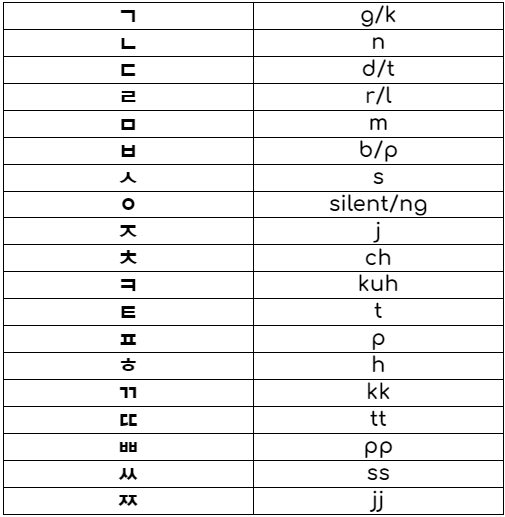 ㄱ g/k
ㄴ n
ㄷ d/t
ㄹ r/l
ㅁ m
ㅂ b/p
ㅅ s
ㅇ silent/ng
ㅈ j
ㅊ ch
ㅋ kuh
ㅌ t
ㅍ p
ㅎ h
ㄲ kk
ㄸ tt
ㅃ pp
ㅆ ss
ㅉ jj